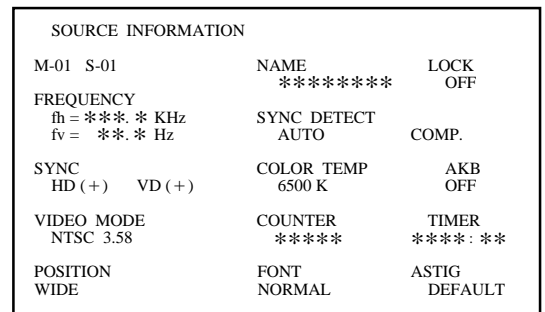 SOURCE INFORMATION
M-01 S-01 NAME LOCK
******** OFF
FREQUENCY
fh = ***. * KHz SYNC DETECT
fv = **. * Hz AUTO COMP.
SYNC COLOR TEMP AKB
HD (+) VD (+) 6500 K OFF
VIDEO MODE COUNTER TIMER
NTSC 3.58 ***** ****: **
POSITION FONT ASTIG
WIDE NORMAL DEFAULT